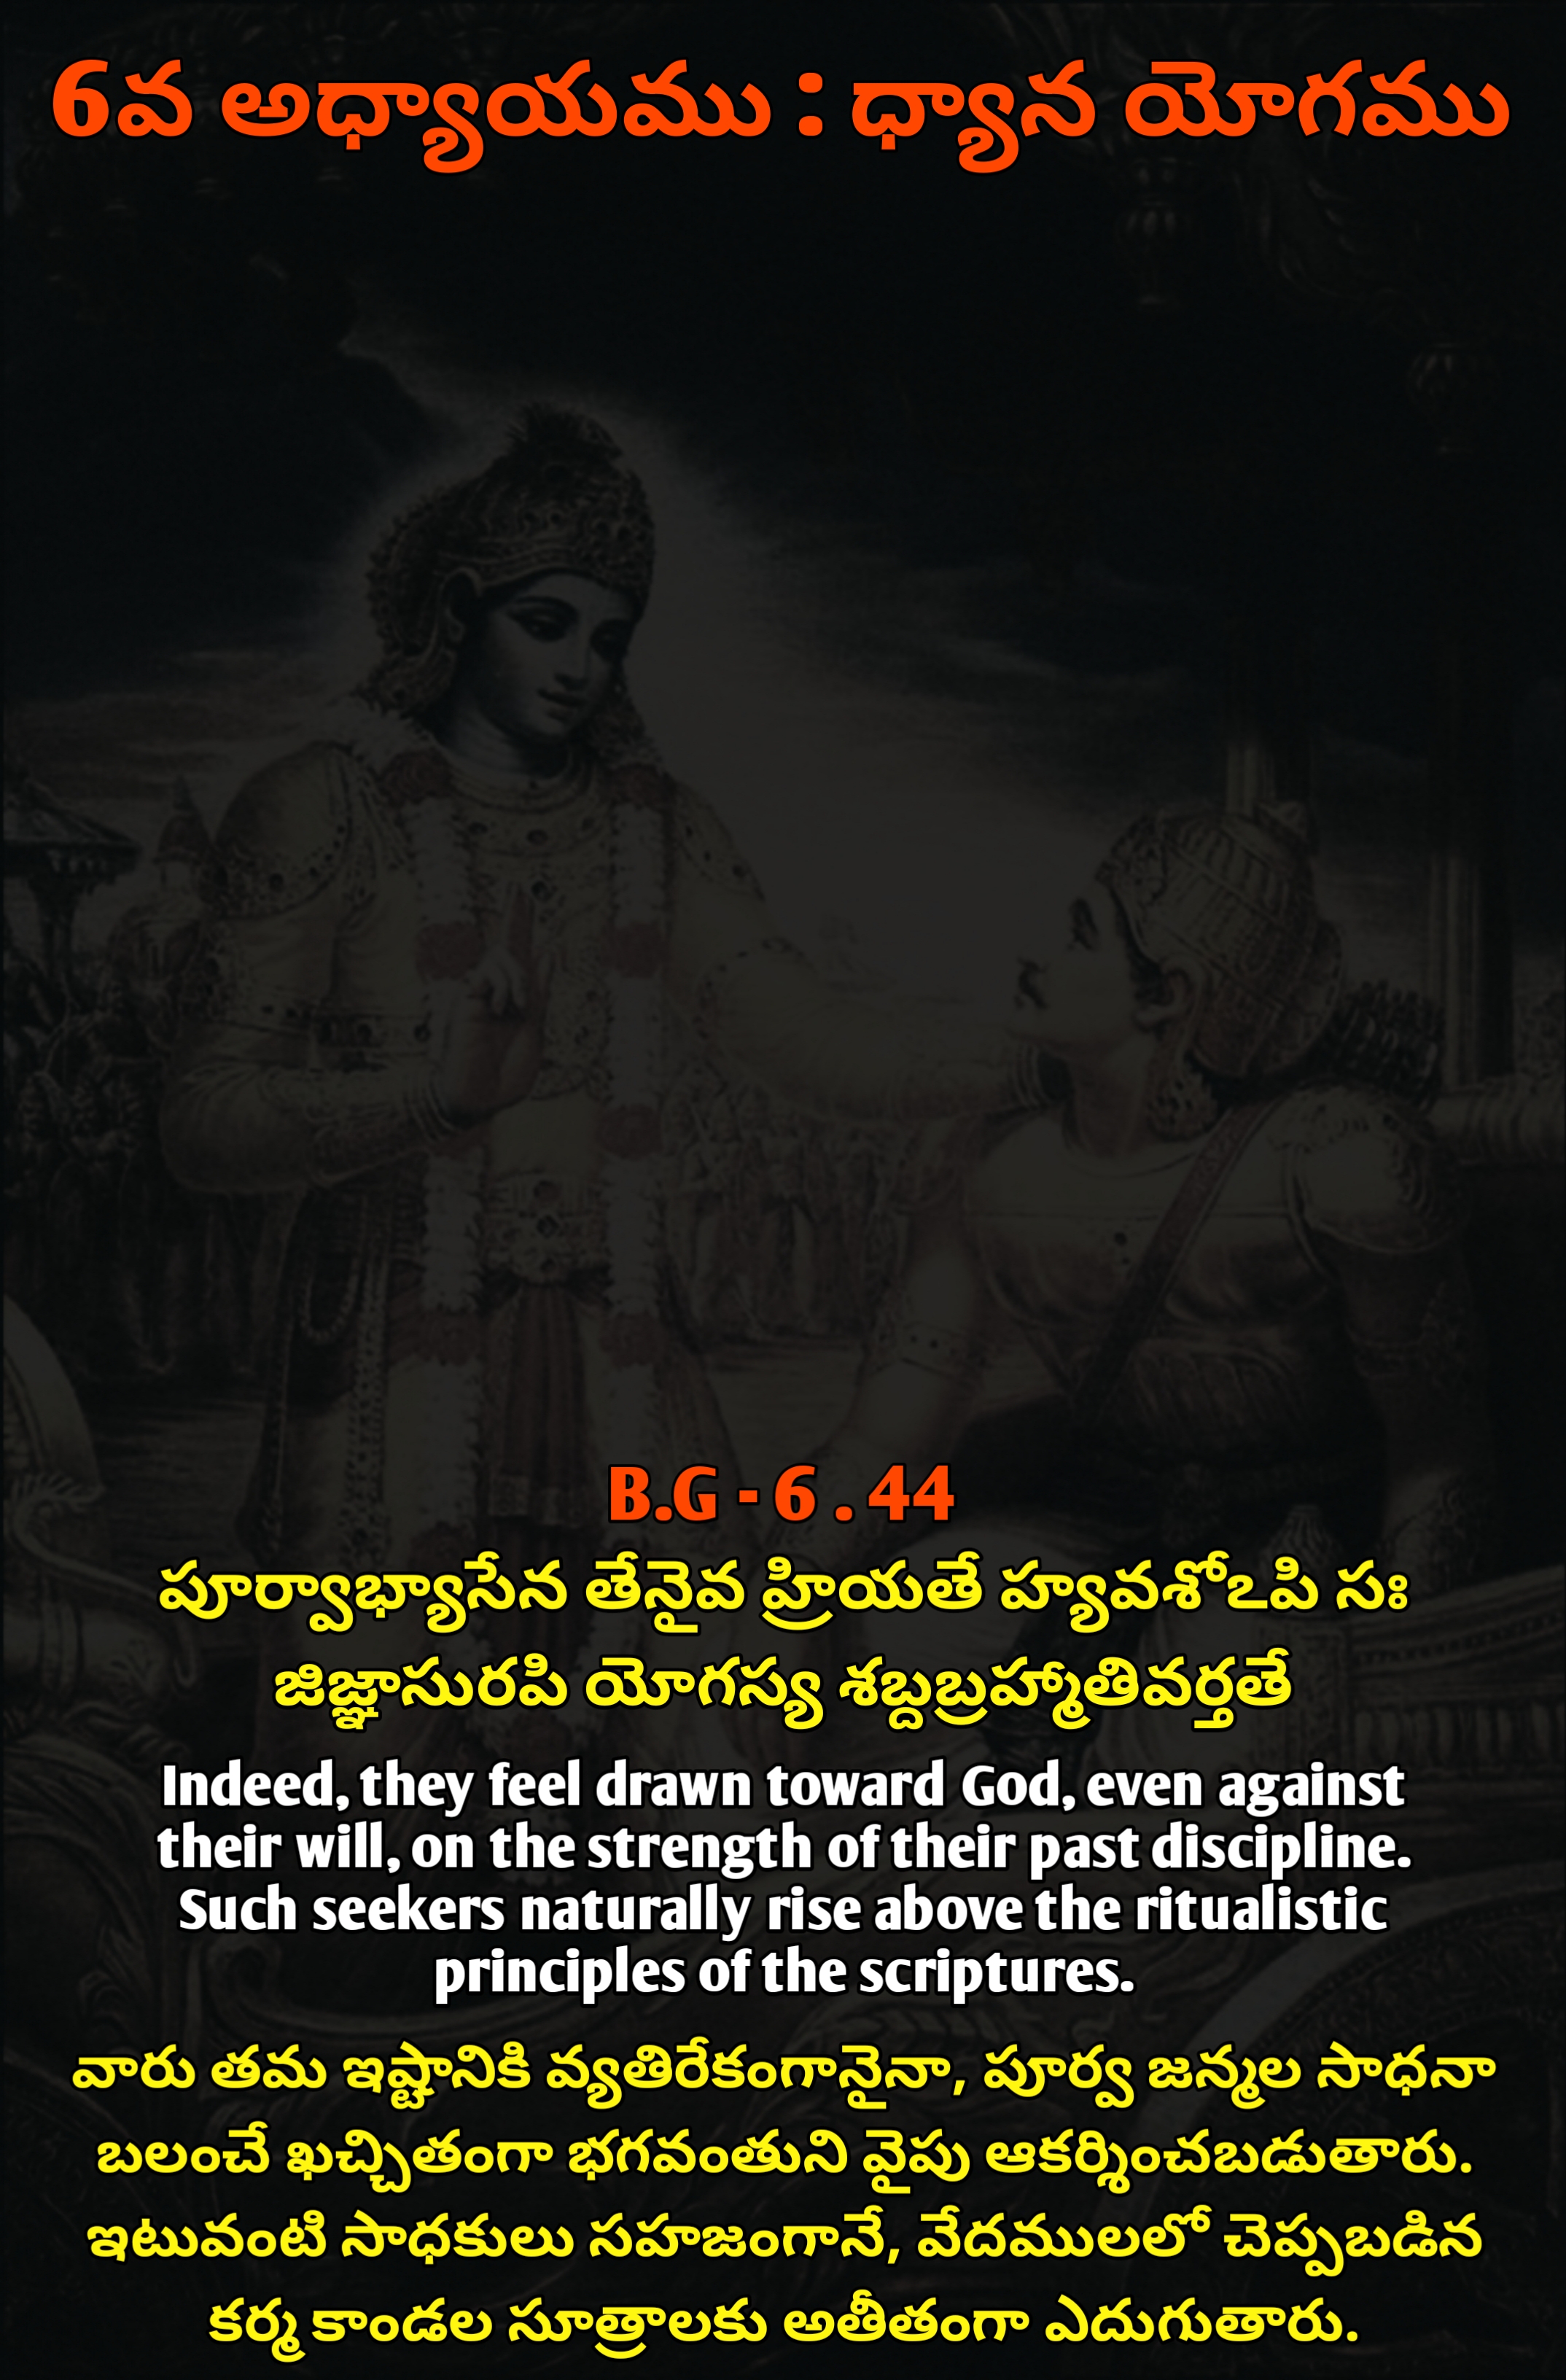 6వ అధ్యాయము : ధ్యాన యోగము
B.G - 6 . 44
పూర్వాభ్యాసేన తేనైవ హ్రియతే హ్యవశోఽపి సః
జిజ్ఞాసురపి యోగస్య శబ్దబ్రహ్మాతివర్తతే
Indeed, they feel drawn toward God, even against
their will, on the strength of their past discipline.
Such seekers naturally rise above the ritualistic
principles of the scriptures.
వారు తమ ఇష్టానికి వ్యతిరేకంగానైనా, పూర్వ జన్మల సాధనా
బలంచే ఖచ్చితంగా భగవంతుని వైపు ఆకర్శించబడుతారు.
ఇటువంటి సాధకులు సహజంగానే, వేదములలో చెప్పబడిన
కర్మ కాండల సూత్రాలకు అతీతంగా ఎదుగుతారు.